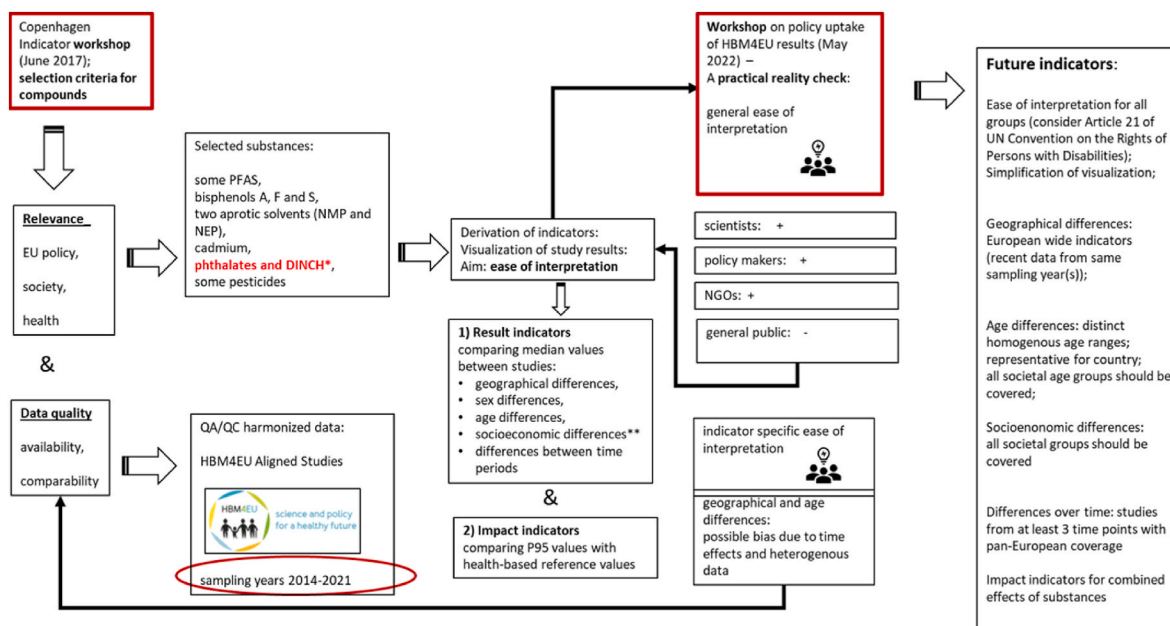 Copenhagen
Indicator workshop
(June 2017);
selection criteria for
compounds
Relevance_
EU policy,
society,
health
&
Data quality
availability,
comparability
Selected substances:
some PFAS,
bisphenols A, F and S,
two aprotic solvents (NMP and
NEP),
cadmium,
phthalates and DINCH*,
some pesticides
QA/QC harmonized data:
HBM4EU Aligned Studies
HBM4EU
science and policy
for a healthy future
sampling years 2014-2021
Derivation of indicators:
Visualization of study results:
Aim: ease of interpretation
1) Result indicators
comparing median values
between studies:
• geographical differences,
• sex differences,
• age differences,
• socioeconomic differences**
• differences between time
periods
&
2) Impact indicators
comparing P95 values with
health-based reference values
Workshop on policy uptake
of HBM4EU results (May
2022) –
A practical reality check:
general ease of
interpretation
scientists: +
policy makers: +
NGOs: +
general public: -
indicator specific ease of
interpretation
geographical and age
differences:
possible bias due to time
effects and heterogenous
data
Future indicators:
Ease of interpretation for all
groups (consider Article 21 of
UN Convention on the Rights of
Persons with Disabilities);
Simplification of visualization;
Geographical differences:
European wide indicators
(recent data from same
sampling year(s));
Age differences: distinct
homogenous age ranges;
representative for country;
all societal age groups should be
covered;
Socioenonomic differences:
all societal groups should be
covered
Differences over time: studies
from at least 3 time points with
pan-European coverage
Impact indicators for combined
effects of substances